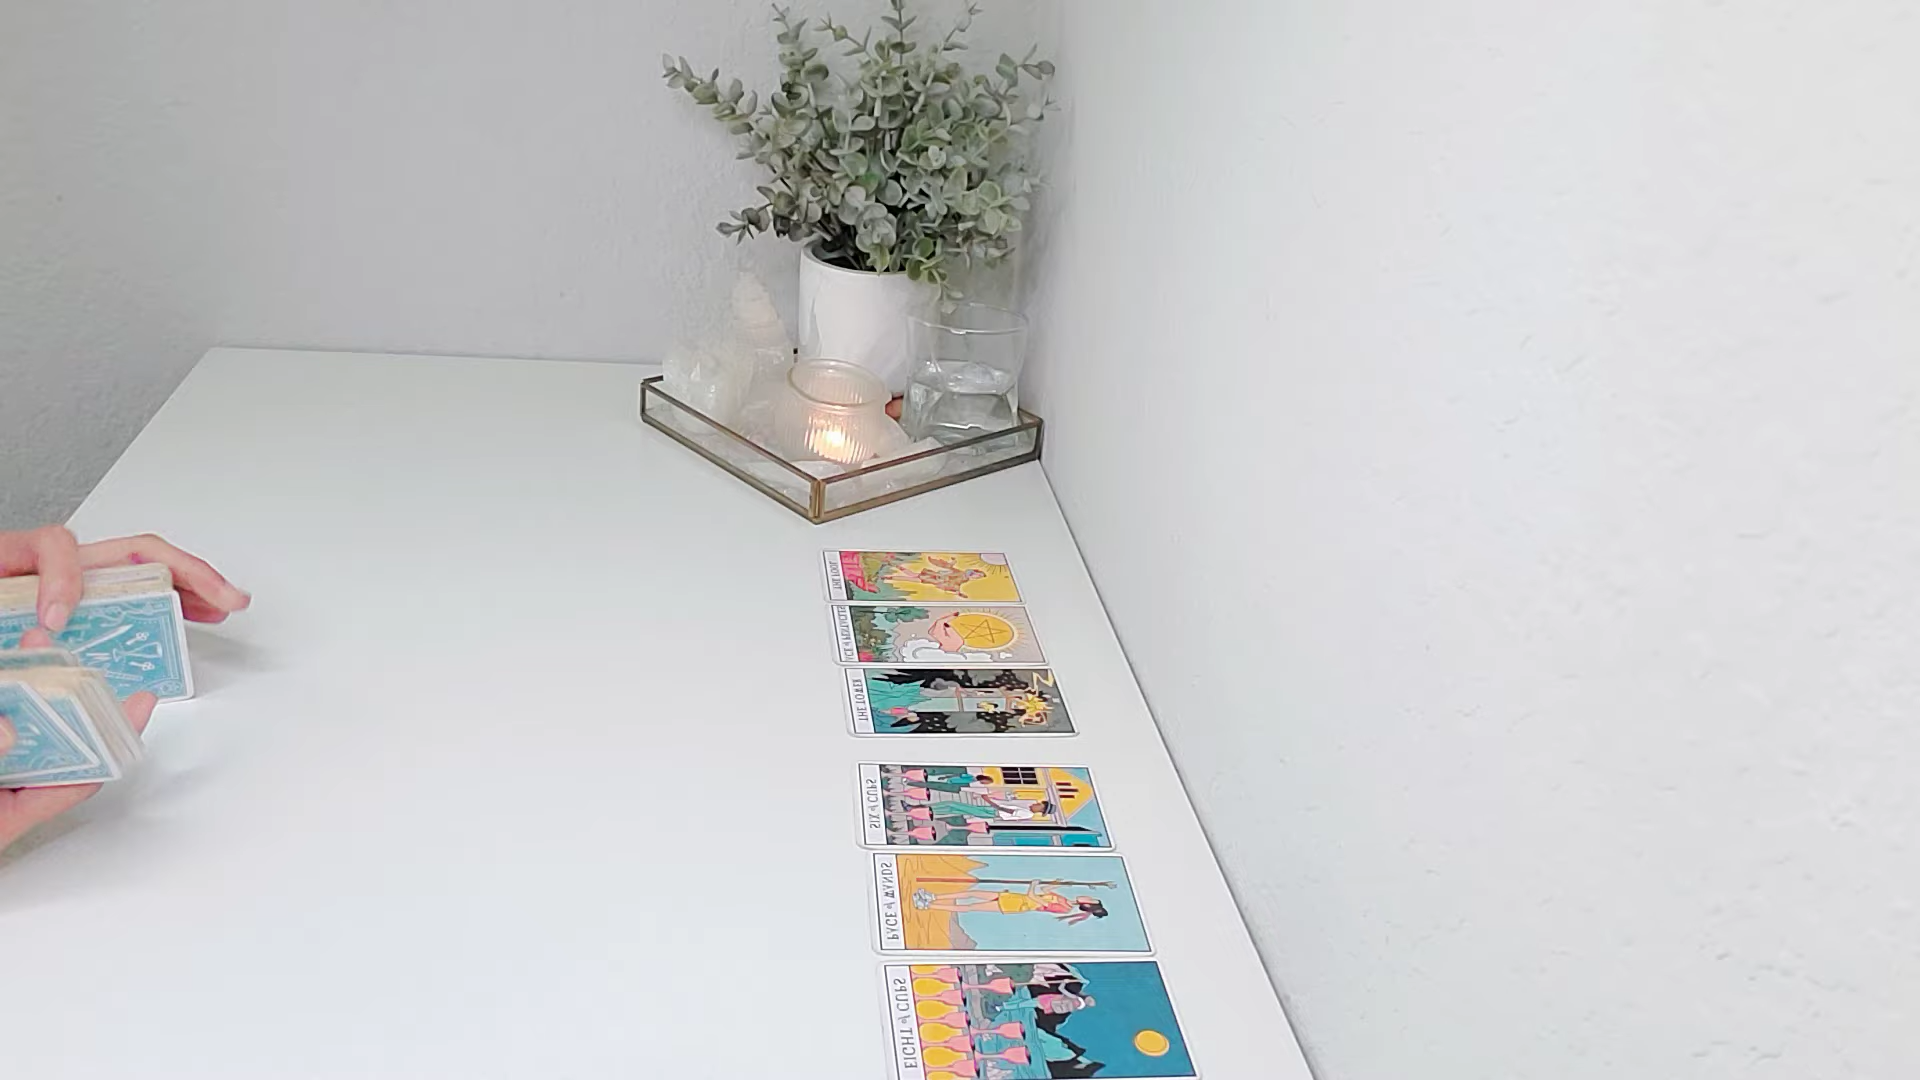 THE FOOL
ACE of PENTACLES
THE TOWER
SIX of CUPS
PAGE of WANDS
EIGHT of CUPS